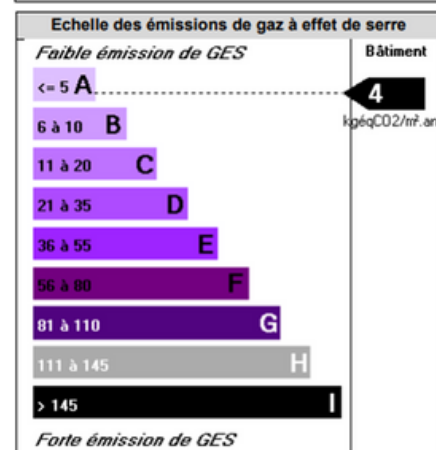 Echelle des émissions de gaz à effet de serre
Faible émission de GES
Bâtiment
<= 5 A
4
kgéqCO2/m².an
6 à 10 B
11 à 20 C
21 à 35 D
36 à 55 E
56 à 80 F
81 à 110 G
111 à 145 H
> 145 I
Forte émission de GES